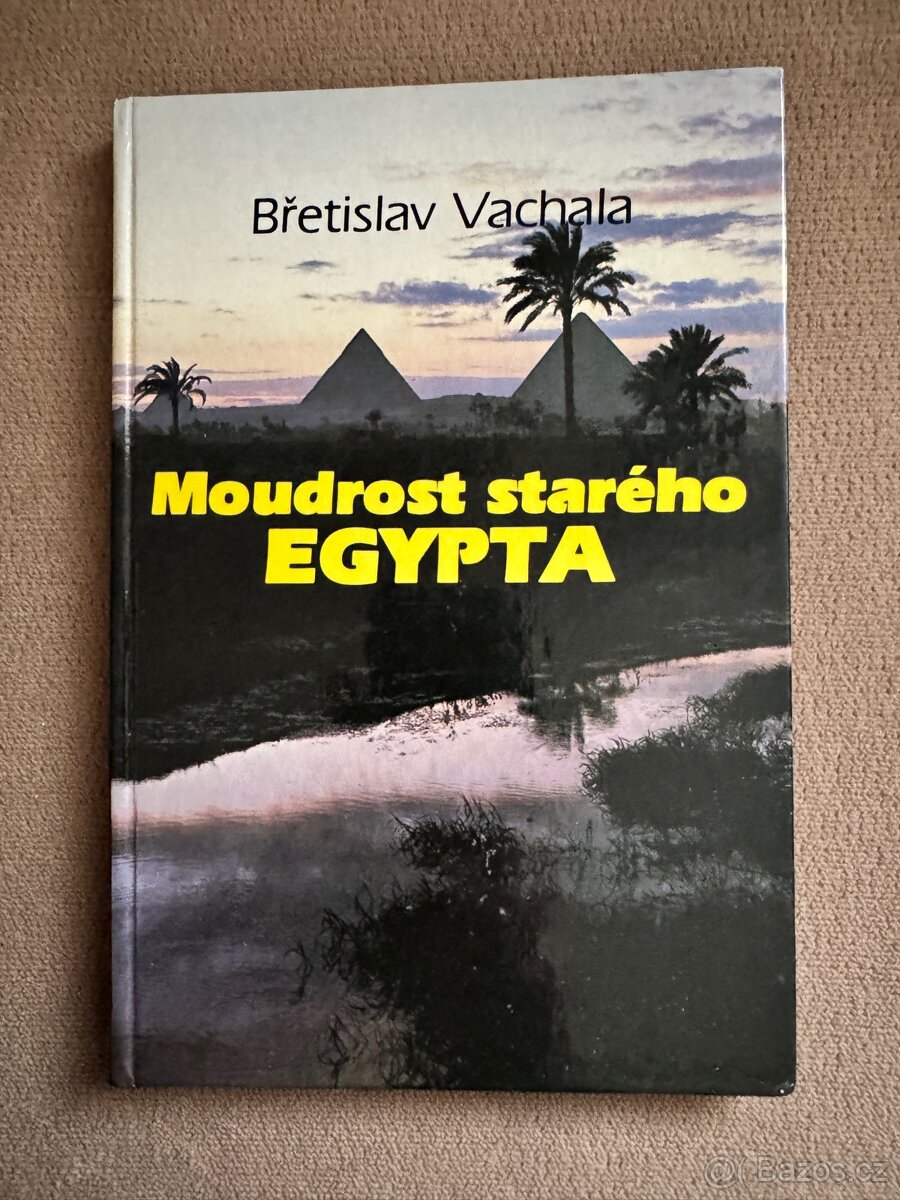 Břetislav Vachala
Moudrost starého
EGYPTA
Bazos.cz